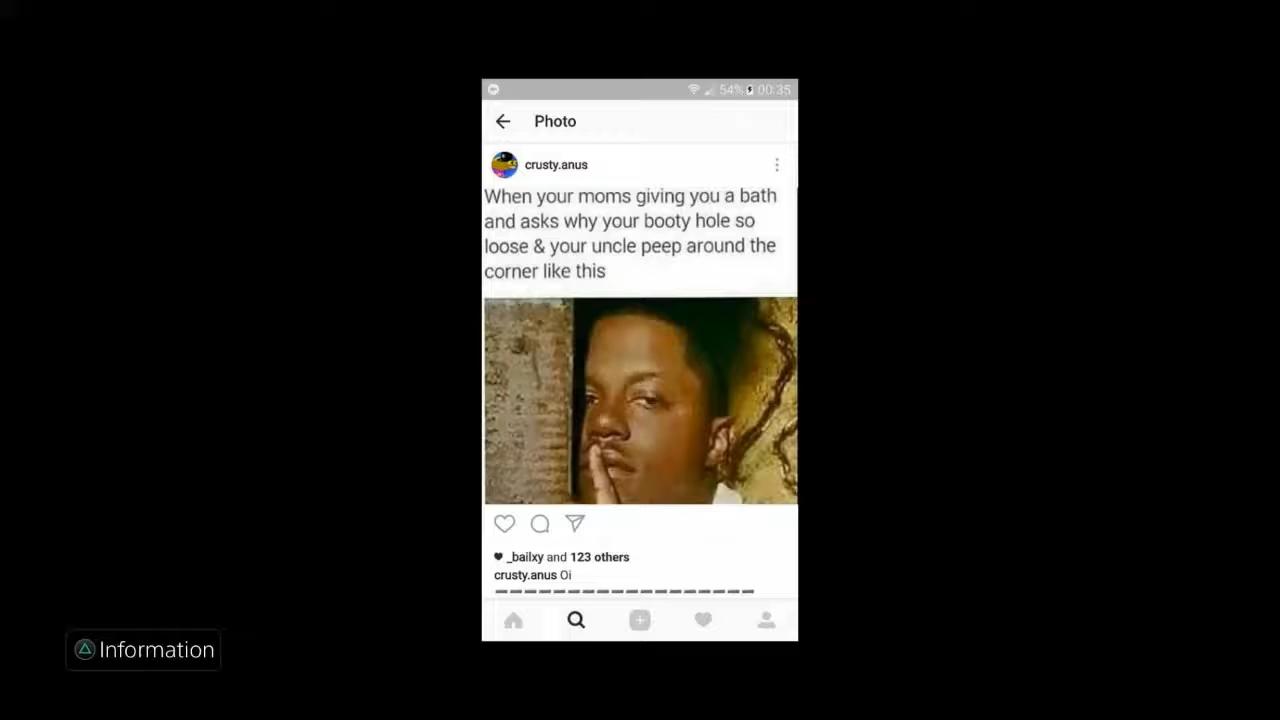 54% 00:35
Photo
crusty.anus
When your moms giving you a bath
and asks why your booty hole so
loose & your uncle peep around the
corner like this
_bailxy and 123 others
crusty.anus Oi
Information